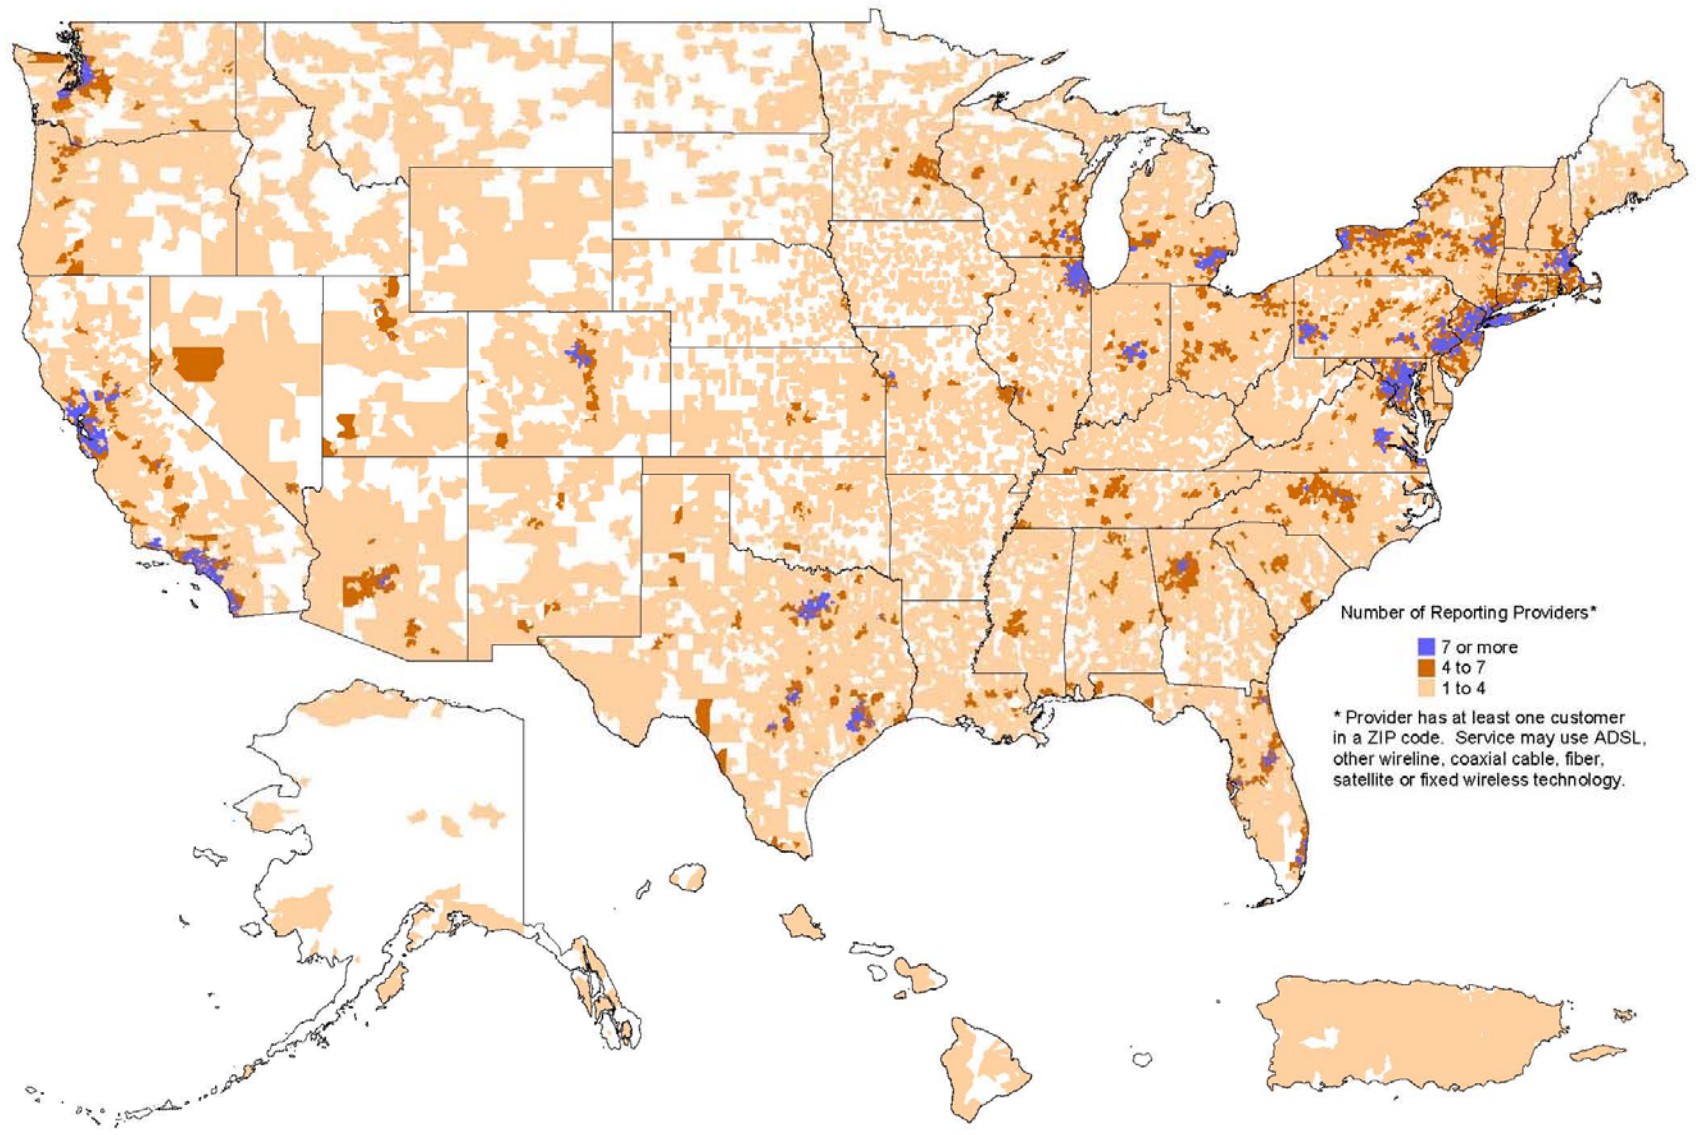 Number of Reporting Providers*
7 or more
4 to 7
1 to 4
* Provider has at least one customer
in a ZIP code. Service may use ADSL,
other wireline, coaxial cable, fiber,
satellite or fixed wireless technology.